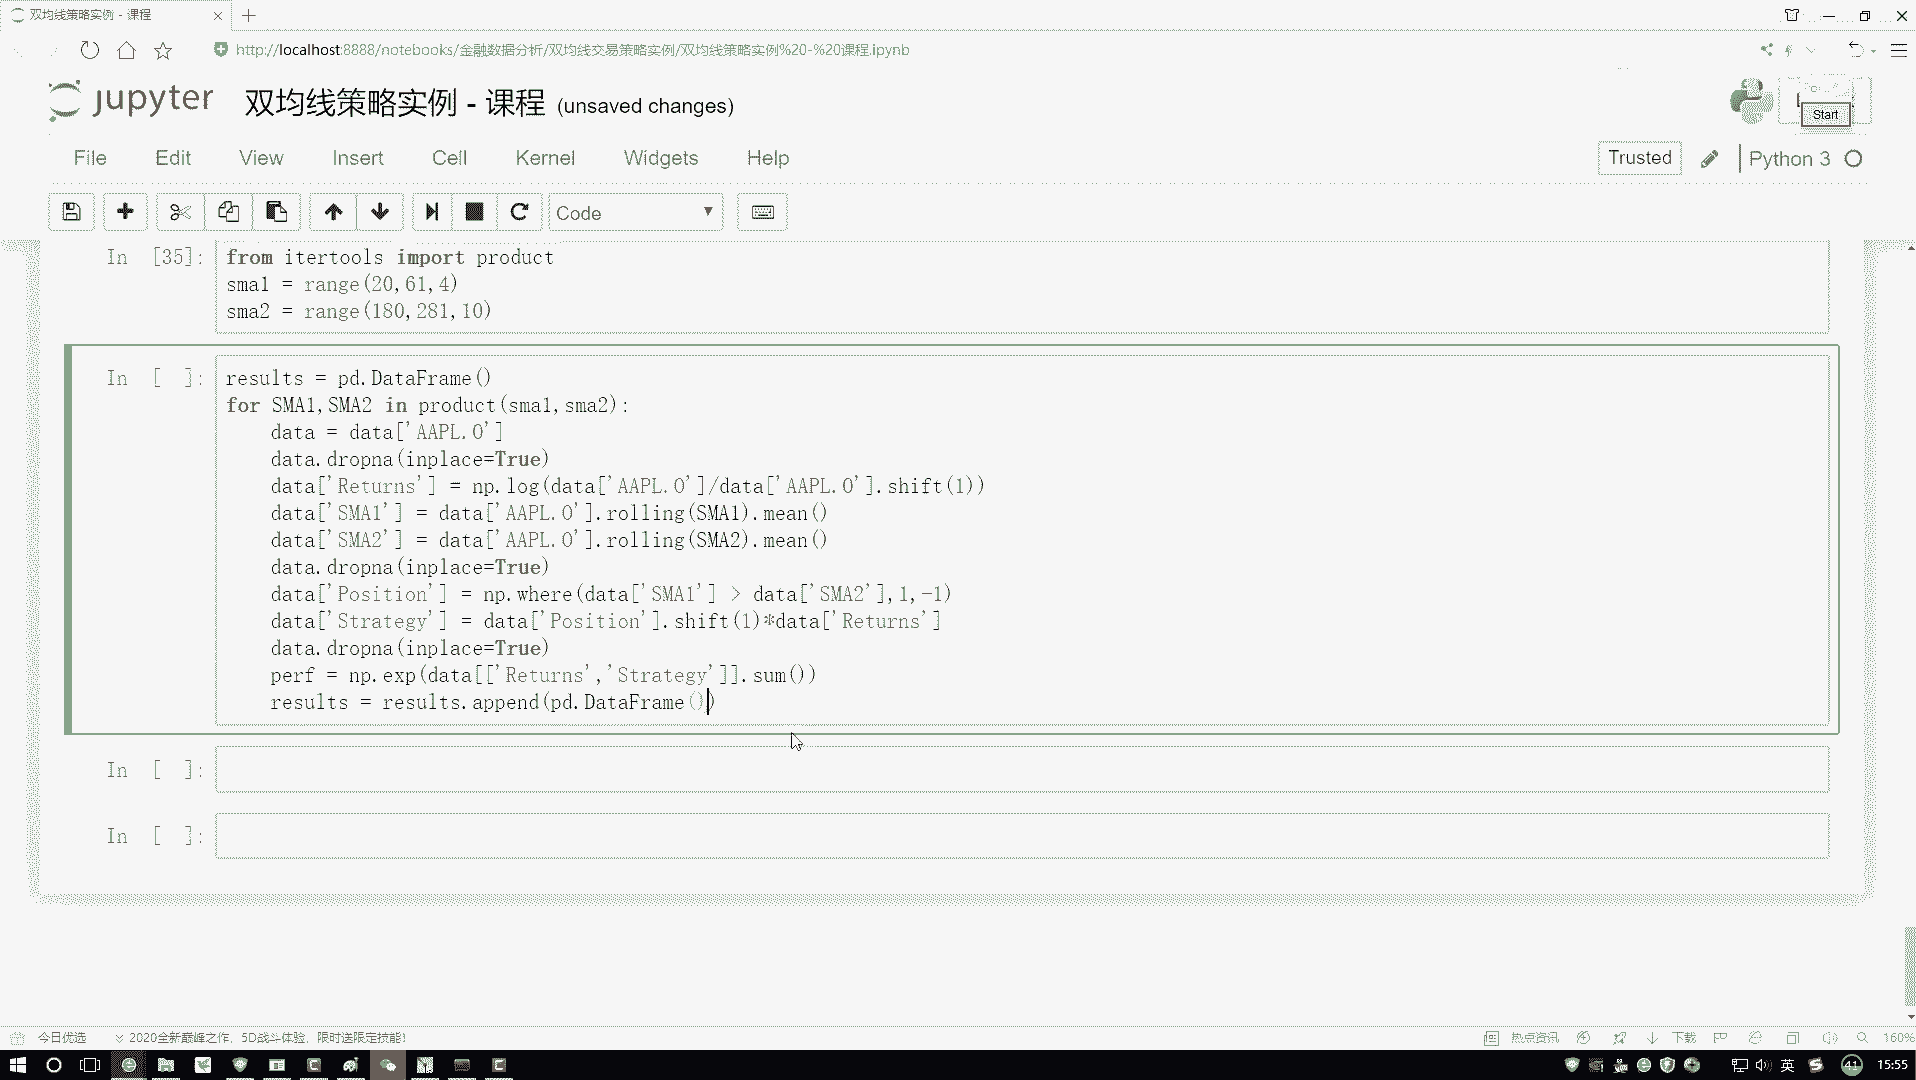 双均线策略实例 - 课程
http://localhost:8888/notebooks/金融数据分析/双均线交易策略实例/双均线策略实例%20-%20课程.ipynb
jupyter 双均线策略实例 - 课程 (unsaved changes)
Start
File Edit View Insert Cell Kernel Widgets Help
Trusted Python 3
Code
In [35]: from itertools import product
sma1 = range(20,61,4)
sma2 = range(180,281,10)
In [ ]: results = pd.DataFrame()
for SMA1,SMA2 in product(sma1,sma2):
data = data['AAPL.O']
data.dropna(inplace=True)
data['Returns'] = np.log(data['AAPL.O']/data['AAPL.O'].shift(1))
data['SMA1'] = data['AAPL.O'].rolling(SMA1).mean()
data['SMA2'] = data['AAPL.O'].rolling(SMA2).mean()
data.dropna(inplace=True)
data['Position'] = np.where(data['SMA1'] > data['SMA2'],1,-1)
data['Strategy'] = data['Position'].shift(1)*data['Returns']
data.dropna(inplace=True)
perf = np.exp(data[['Returns','Strategy']].sum())
results = results.append(pd.DataFrame())
In [ ]:
In [ ]:
今日优选 2020全新巅峰之作，5D战斗体验，限时送限定技能! 热点资讯 下载 160%
英 41 15:55